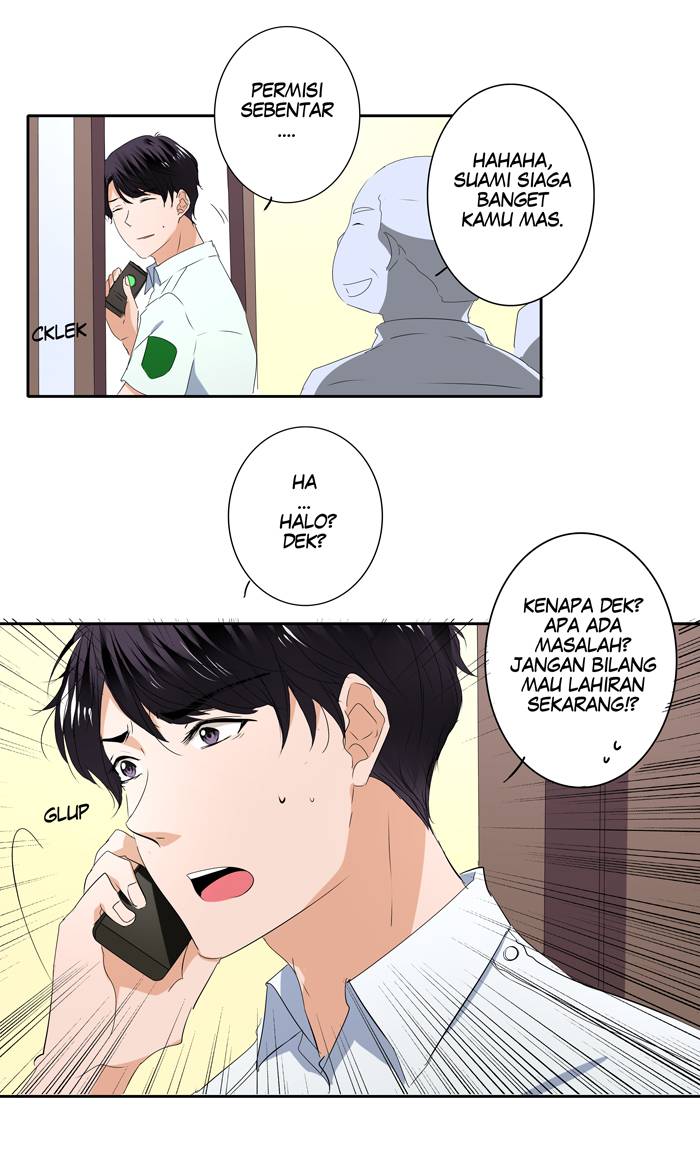 PERMISI
SEBENTAR
....
HAHAHA,
SUAMI SIAGA
BANGET
KAMU MAS.
CKLEK
HA
...
HALO?
DEK?
KENAPA DEK?
APA ADA
MASALAH?
JANGAN BILANG
MAU LAHIRAN
SEKARANG!?
GLUP